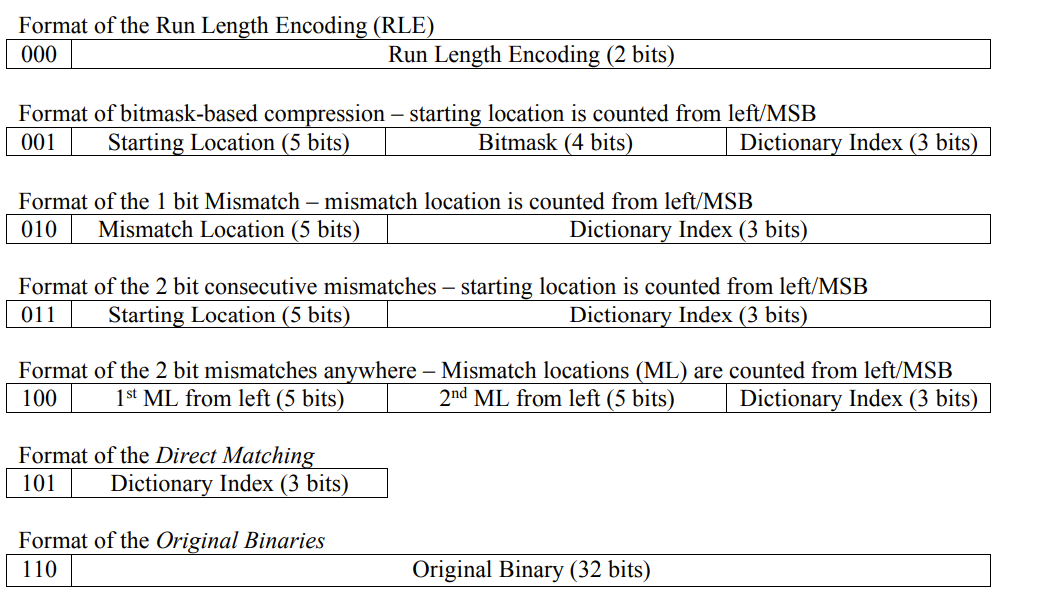 Format of the Run Length Encoding (RLE)
000 Run Length Encoding (2 bits)
Format of bitmask-based compression – starting location is counted from left/MSB
001 Starting Location (5 bits) Bitmask (4 bits) Dictionary Index (3 bits)
Format of the 1 bit Mismatch – mismatch location is counted from left/MSB
010 Mismatch Location (5 bits) Dictionary Index (3 bits)
Format of the 2 bit consecutive mismatches – starting location is counted from left/MSB
011 Starting Location (5 bits) Dictionary Index (3 bits)
Format of the 2 bit mismatches anywhere – Mismatch locations (ML) are counted from left/MSB
100 1st ML from left (5 bits) 2nd ML from left (5 bits) Dictionary Index (3 bits)
Format of the Direct Matching
101 Dictionary Index (3 bits)
Format of the Original Binaries
110 Original Binary (32 bits)